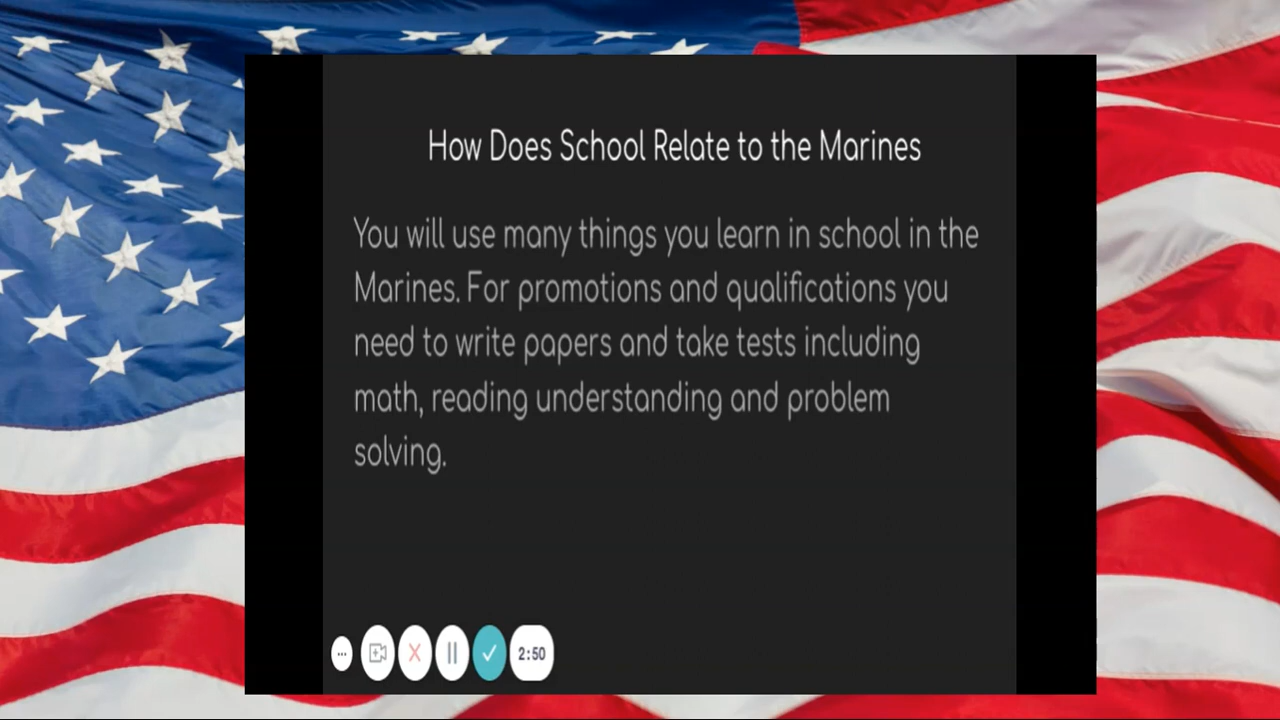 How Does School Relate to the Marines
You will use many things you learn in school in the
Marines. For promotions and qualifications you
need to write papers and take tests including
math, reading understanding and problem
solving.
2:50